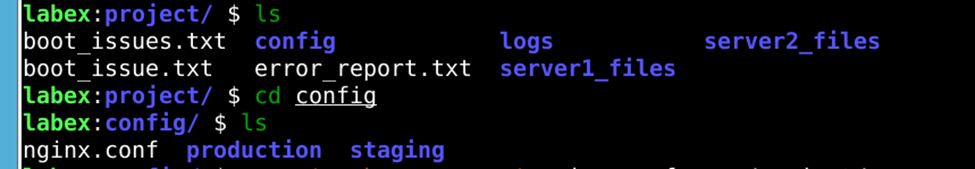 labex:project/ $ ls
boot_issues.txt  config            logs           server2_files
boot_issue.txt   error_report.txt  server1_files
labex:project/ $ cd config
labex:config/ $ ls
nginx.conf  production  staging